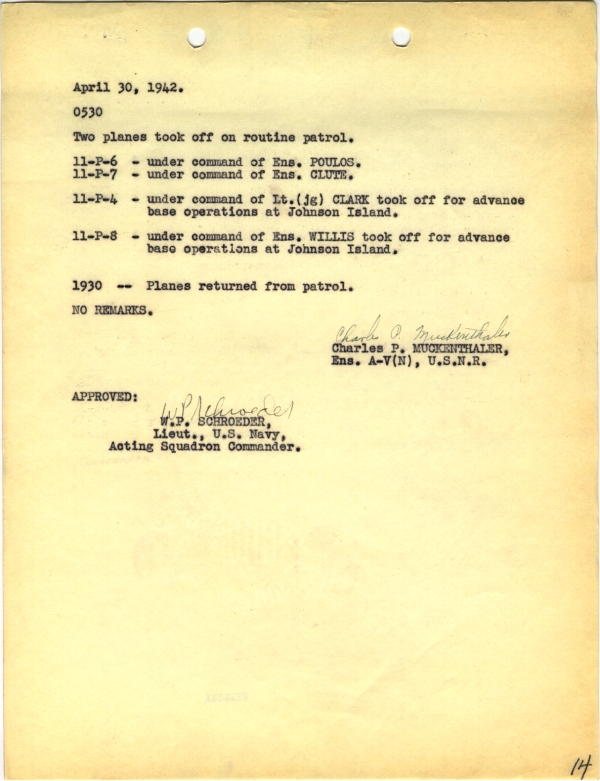 April 30, 1942.
0530
Two planes took off on routine patrol.
11-P-6 - under command of Ens. POULOS.
11-P-7 - under command of Ens. CLUTE.
11-P-4 - under command of Lt.(jg) CLARK took off for advance
base operations at Johnson Island.
11-P-8 - under command of Ens. WILLIS took off for advance
base operations at Johnson Island.
1930 -- Planes returned from patrol.
NO REMARKS.
Charles P. Muckenthaler
Charles P. MUCKENTHALER,
Ens. A-V(N), U.S.N.R.
APPROVED:
W P Schroeder
W.P. SCHROEDER,
Lieut., U.S. Navy,
Acting Squadron Commander.
14